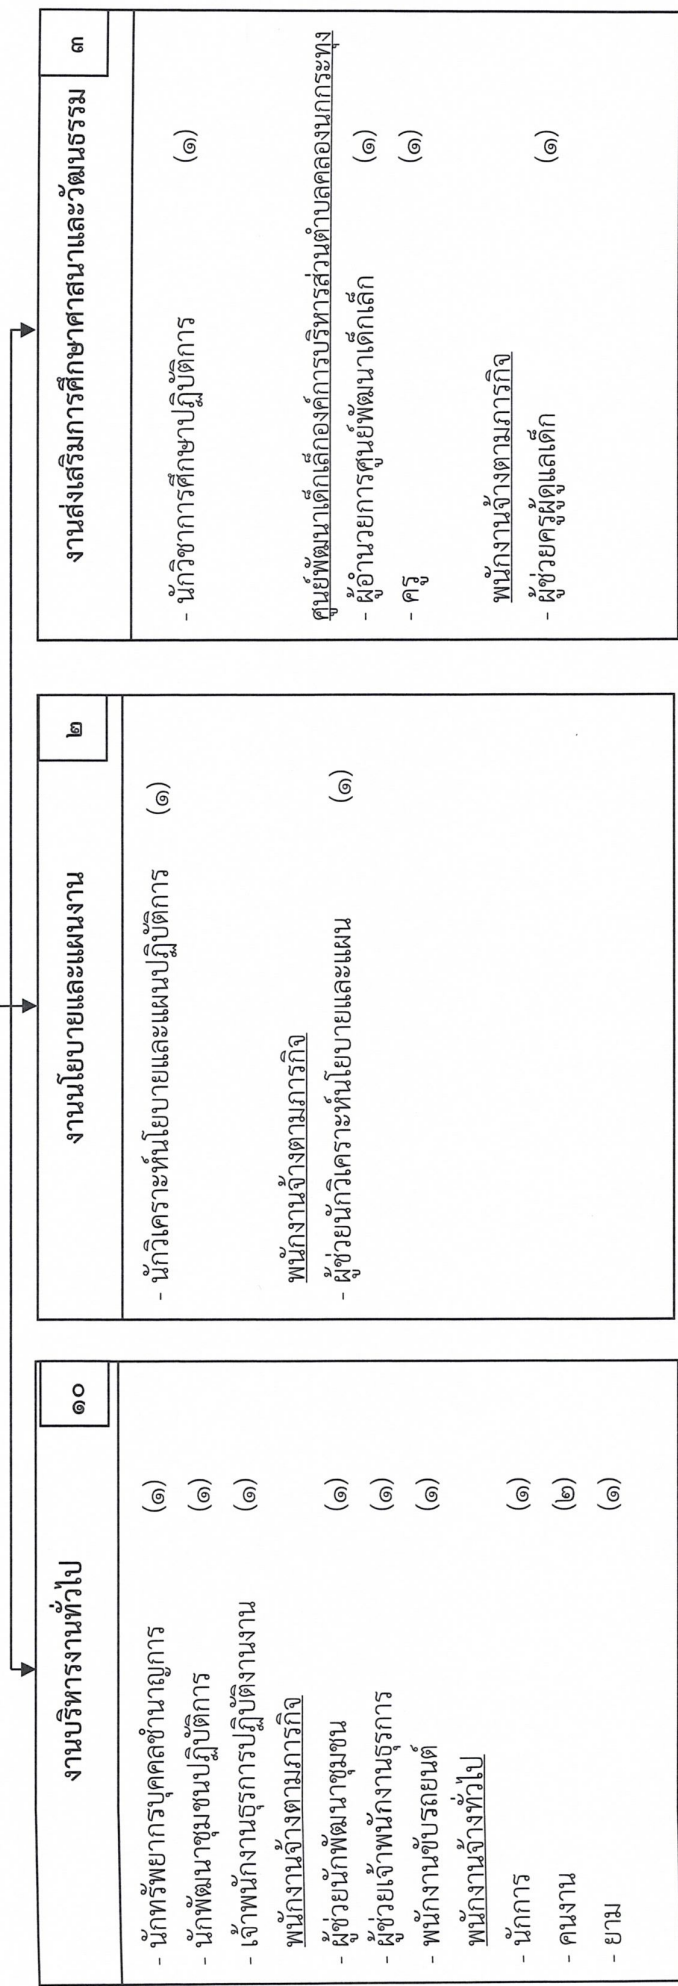 งานบริหารงานทั่วไป
๑๐
- นักทรัพยากรบุคคลชำนาญการ (๑)
- นักพัฒนาชุมชนปฏิบัติการ (๑)
- เจ้าพนักงานธุรการปฏิบัติงานงาน (๑)
พนักงานจ้างตามภารกิจ
- ผู้ช่วยนักพัฒนาชุมชน (๑)
- ผู้ช่วยเจ้าพนักงานธุรการ (๑)
- พนักงานขับรถยนต์ (๑)
พนักงานจ้างทั่วไป
- นักการ (๑)
- คนงาน (๒)
- ยาม (๑)
งานนโยบายและแผนงาน
๒
- นักวิเคราะห์นโยบายและแผนปฏิบัติการ (๑)
พนักงานจ้างตามภารกิจ
- ผู้ช่วยนักวิเคราะห์นโยบายและแผน (๑)
งานส่งเสริมการศึกษาศาสนาและวัฒนธรรม
๓
- นักวิชาการศึกษาปฏิบัติการ (๑)
ศูนย์พัฒนาเด็กเล็กองค์การบริหารส่วนตำบลคลองนกกระทุง
- ผู้อำนวยการศูนย์พัฒนาเด็กเล็ก (๑)
- ครู (๑)
พนักงานจ้างตามภารกิจ
- ผู้ช่วยครูผู้ดูแลเด็ก (๑)